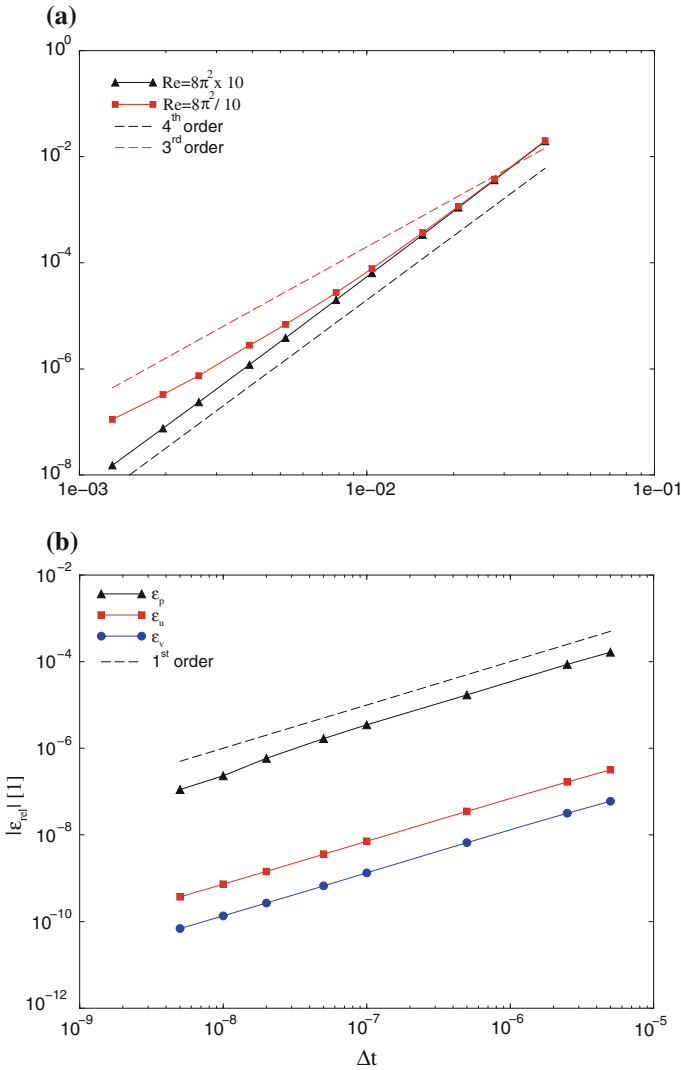 (a)
10^0
Re=8π^2 x 10
Re=8π^2/ 10
4^th order
3^rd order
10^−2
10^−4
10^−6
10^−8
1e−03
1e−02
1e−01
(b)
10^−2
ε_p
ε_u
ε_v
1^st order
10^−4
10^−6
10^−8
10^−10
10^−12
|ε_rel| [1]
10^−9
10^−8
10^−7
10^−6
10^−5
Δt